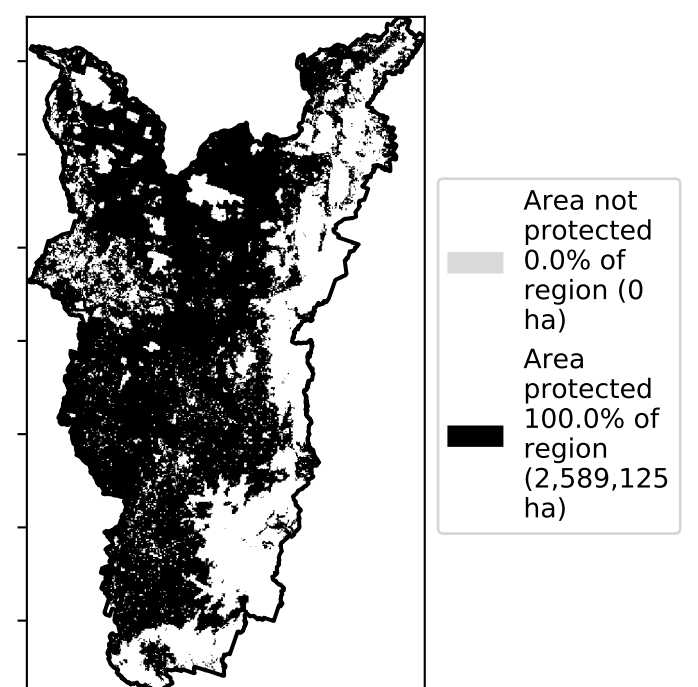 Area not
protected
0.0% of
region (0
ha)
Area
protected
100.0% of
region
(2,589,125
ha)